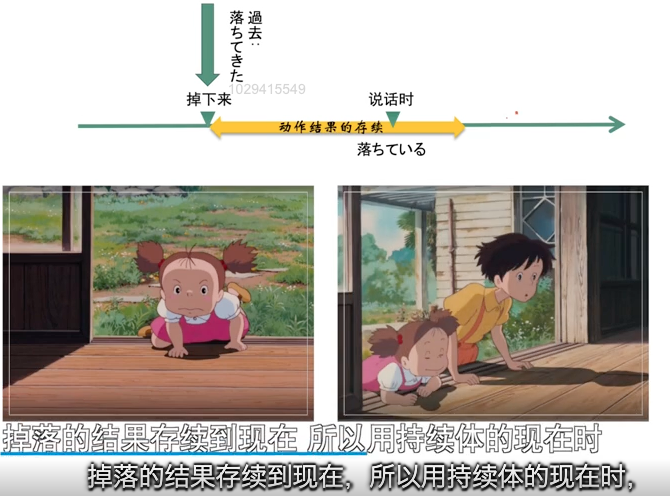 過去：
落ちてきた
1029415549
掉下来
说话时
动作结果的存续
落ちている
掉落的结果存续到现在 所以用持续体的现在时
掉落的结果存续到现在，所以用持续体的现在时，